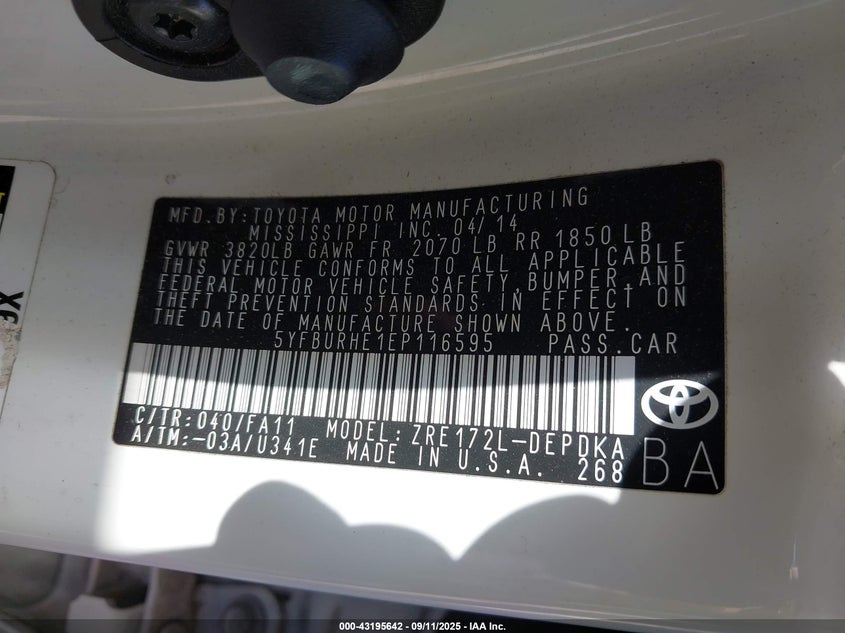 MFD.BY:TOYOTA MOTOR MANUFACTURING
MISSISSIPPI INC. 04/14
GVWR 3820LB GAWR FR 2070 LB RR 1850 LB
THIS VEHICLE CONFORMS TO ALL APPLICABLE
FEDERAL MOTOR VEHICLE SAFETY,BUMPER,AND
THEFT PREVENTION STANDARDS IN EFFECT ON
THE DATE OF MANUFACTURE SHOWN ABOVE.
5YFBURHE1EP116595 PASS.CAR
C/TR:040/FA11 MODEL:ZRE172L-DEPDKA
A/TM:-03A/U341E MADE IN U.S.A. 268
BA
000-43195642 - 09/11/2025 - IAA Inc.